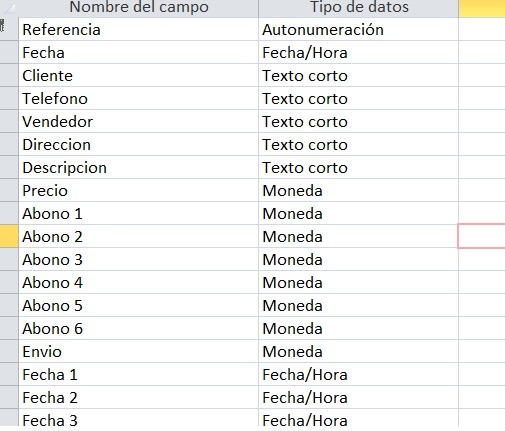 Nombre del campo Tipo de datos
Referencia Autonumeración
Fecha Fecha/Hora
Cliente Texto corto
Telefono Texto corto
Vendedor Texto corto
Direccion Texto corto
Descripcion Texto corto
Precio Moneda
Abono 1 Moneda
Abono 2 Moneda
Abono 3 Moneda
Abono 4 Moneda
Abono 5 Moneda
Abono 6 Moneda
Envio Moneda
Fecha 1 Fecha/Hora
Fecha 2 Fecha/Hora
Fecha 3 Fecha/Hora